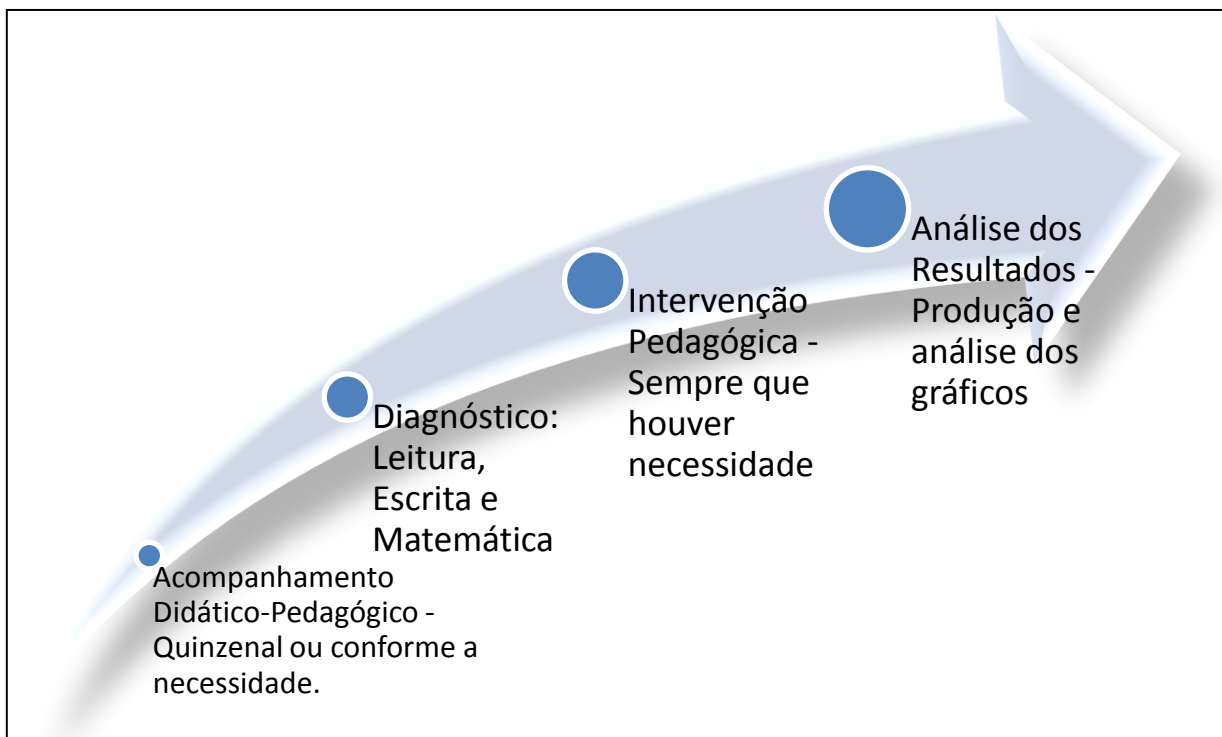 Acompanhamento
Didático-Pedagógico -
Quinzenal ou conforme a
necessidade.
Diagnóstico:
Leitura,
Escrita e
Matemática
Intervenção
Pedagógica -
Sempre que
houver
necessidade
Análise dos
Resultados -
Produção e
análise dos
gráficos